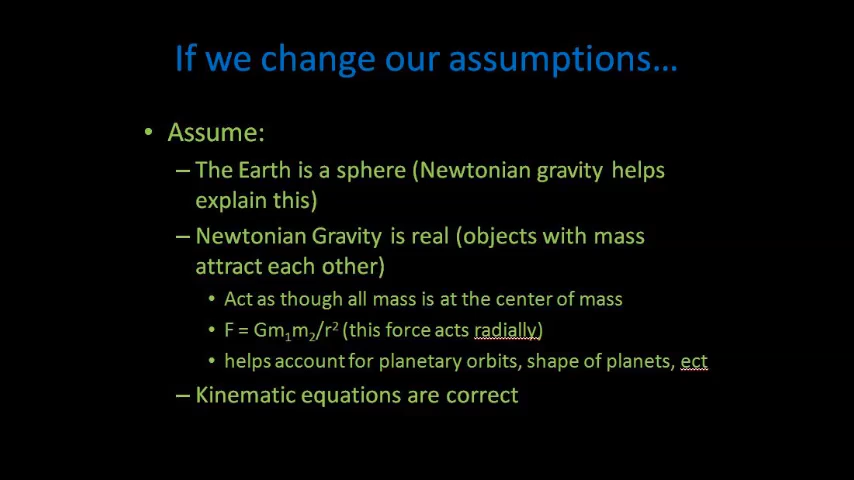 If we change our assumptions…
• Assume:
– The Earth is a sphere (Newtonian gravity helps
explain this)
– Newtonian Gravity is real (objects with mass
attract each other)
• Act as though all mass is at the center of mass
• F = Gm₁m₂/r² (this force acts radially)
• helps account for planetary orbits, shape of planets, ect
– Kinematic equations are correct